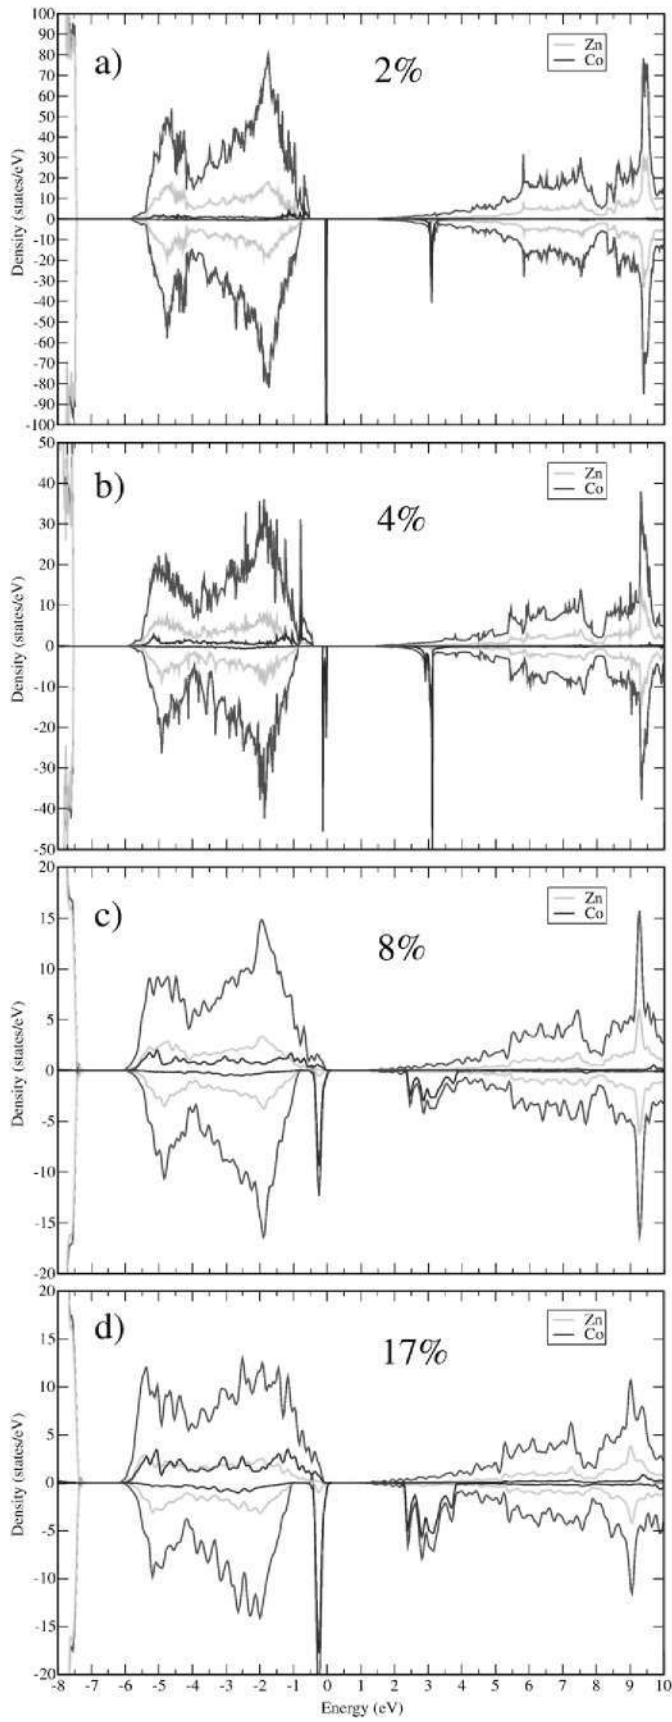 a)
2%
Zn
Co
100
90
80
70
60
50
40
30
20
10
0
-10
-20
-30
-40
-50
-60
-70
-80
-90
-100
Density (states/eV)
b)
4%
Zn
Co
50
40
30
20
10
0
-10
-20
-30
-40
-50
Density (states/eV)
c)
8%
Zn
Co
15
10
5
0
-5
-10
-15
-20
Density (states/eV)
d)
17%
Zn
Co
20
15
10
5
0
-5
-10
-15
-20
Density (states/eV)
-8 -7 -6 -5 -4 -3 -2 -1 0 1 2 3 4 5 6 7 8 9 10
Energy (eV)